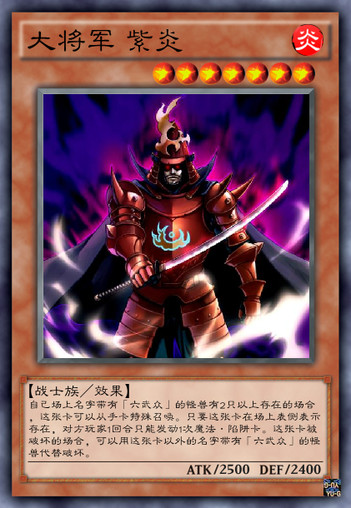 大将军 紫炎
炎
【战士族／效果】
自己场上名字带有「六武众」的怪兽有2只以上存在的场合
，这张卡可以从手卡特殊召唤。只要这张卡在场上表侧表示
存在，对方玩家1回合只能发动1次魔法·陷阱卡。这张卡被
破坏的场合，可以用这张卡以外的名字带有「六武众」的怪
兽代替破坏。
ATK/2500 DEF/2400
YU-G